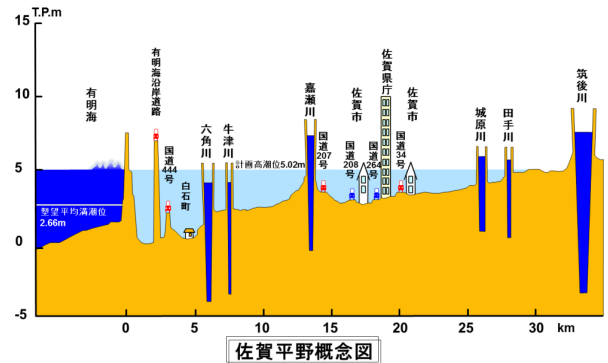 T.P.m
15
10
5
0
-5
有明海
有明海沿岸道路
国道444号
白石町
六角川
牛津川
計画高潮位5.02m
嘉瀬川
国道207号
佐賀市
国道208号
国道264号
佐賀県庁
国道34号
佐賀市
城原川
田手川
筑後川
朔望平均満潮位
2.66m
0
5
10
15
20
25
30
km
佐賀平野概念図